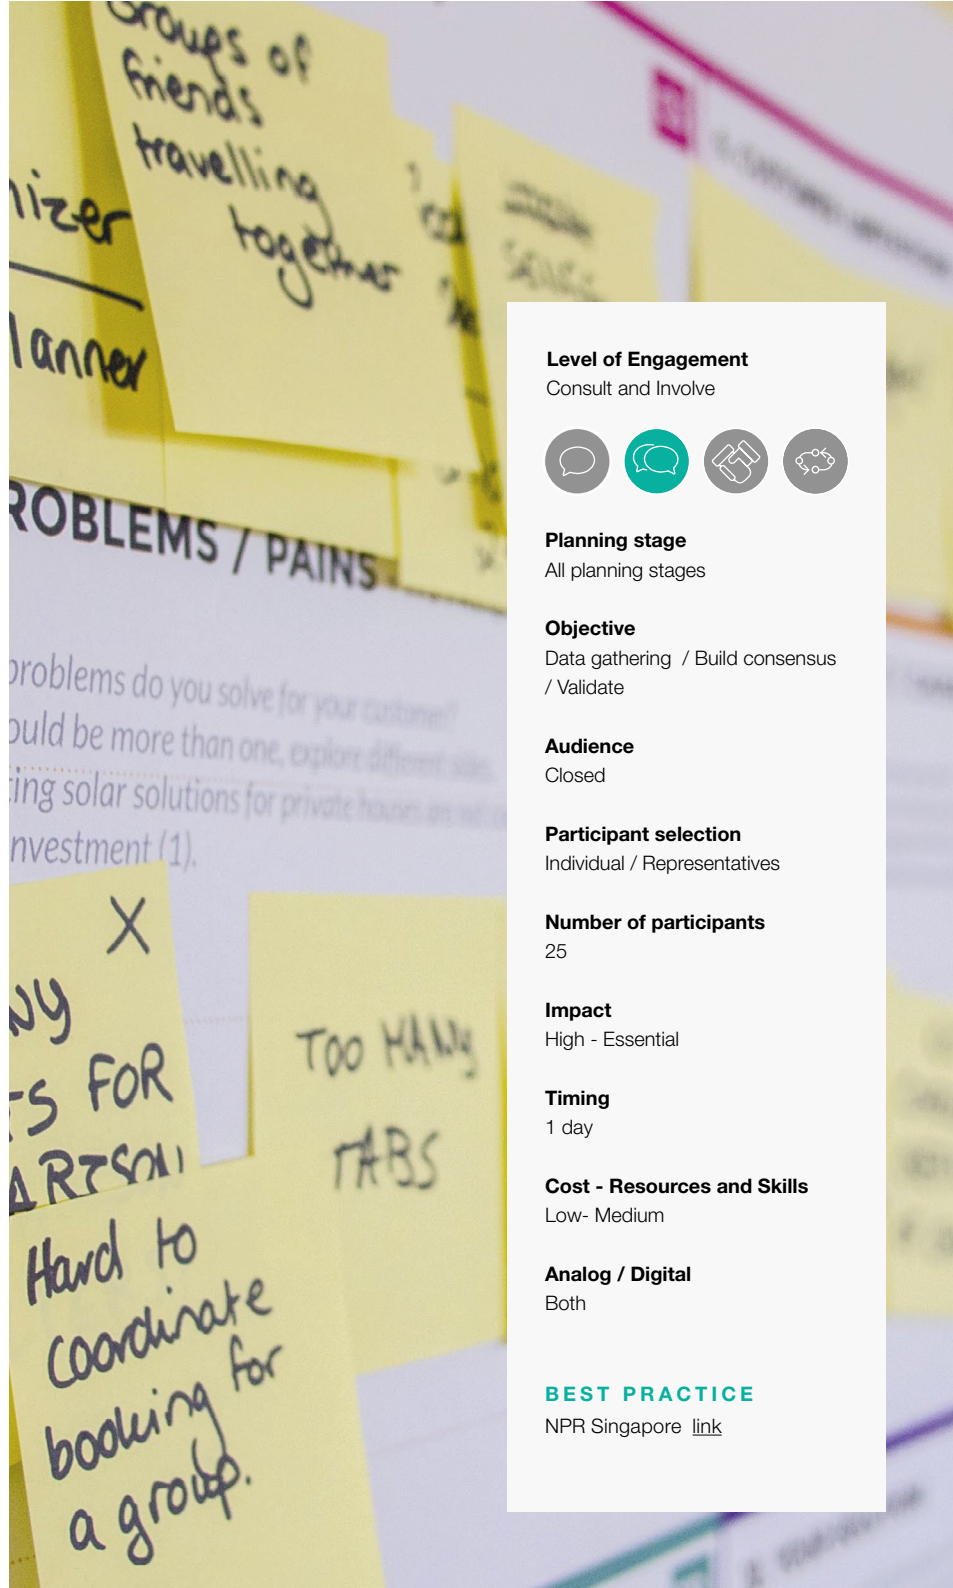 Groups of
friends
travelling
together
nizer
lanner
ROBLEMS / PAINS
problems do you solve for your customer?
ould be more than one, explore different sides.
ting solar solutions for private houses are not
nvestment (1).
X
NY
TS FOR
TOO MANY
TABS
Hard to
coordinate
booking for
a group.
Level of Engagement
Consult and Involve
Planning stage
All planning stages
Objective
Data gathering / Build consensus
/ Validate
Audience
Closed
Participant selection
Individual / Representatives
Number of participants
25
Impact
High - Essential
Timing
1 day
Cost - Resources and Skills
Low- Medium
Analog / Digital
Both
BEST PRACTICE
NPR Singapore link